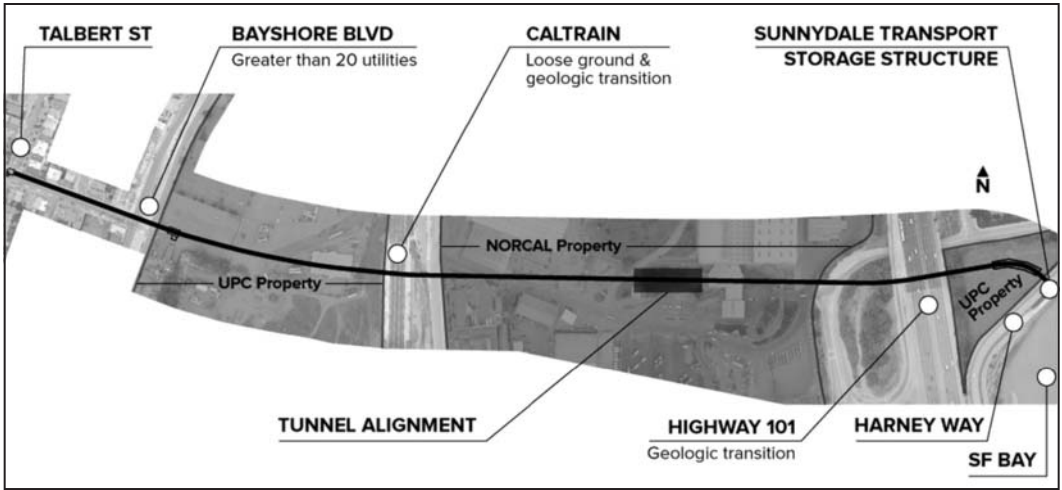 TALBERT ST
BAYSHORE BLVD
Greater than 20 utilities
CALTRAIN
Loose ground &
geologic transition
SUNNYDALE TRANSPORT
STORAGE STRUCTURE
N
NORCAL Property
UPC Property
UPC
Property
TUNNEL ALIGNMENT
HIGHWAY 101
Geologic transition
HARNEY WAY
SF BAY